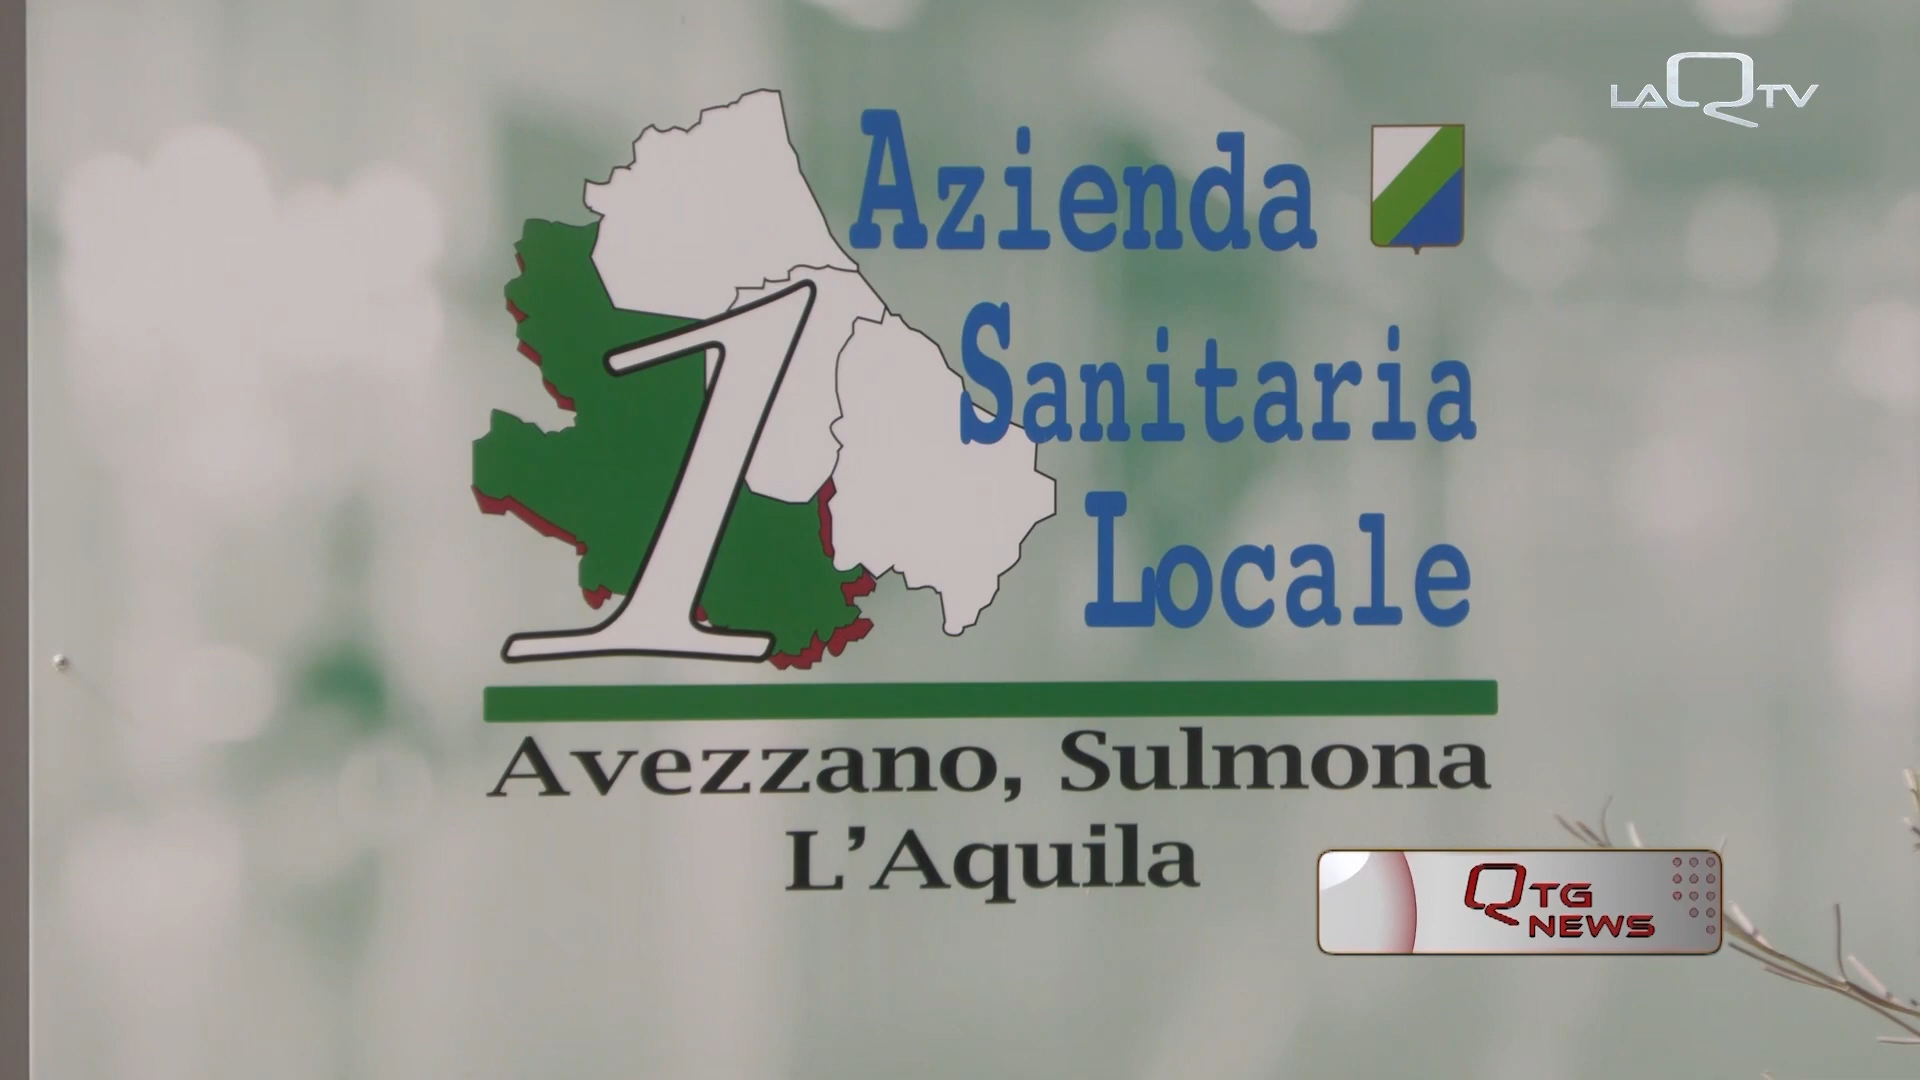 LAQTV
Azienda
Sanitaria
Locale
1
Avezzano, Sulmona
L'Aquila
QTG
NEWS